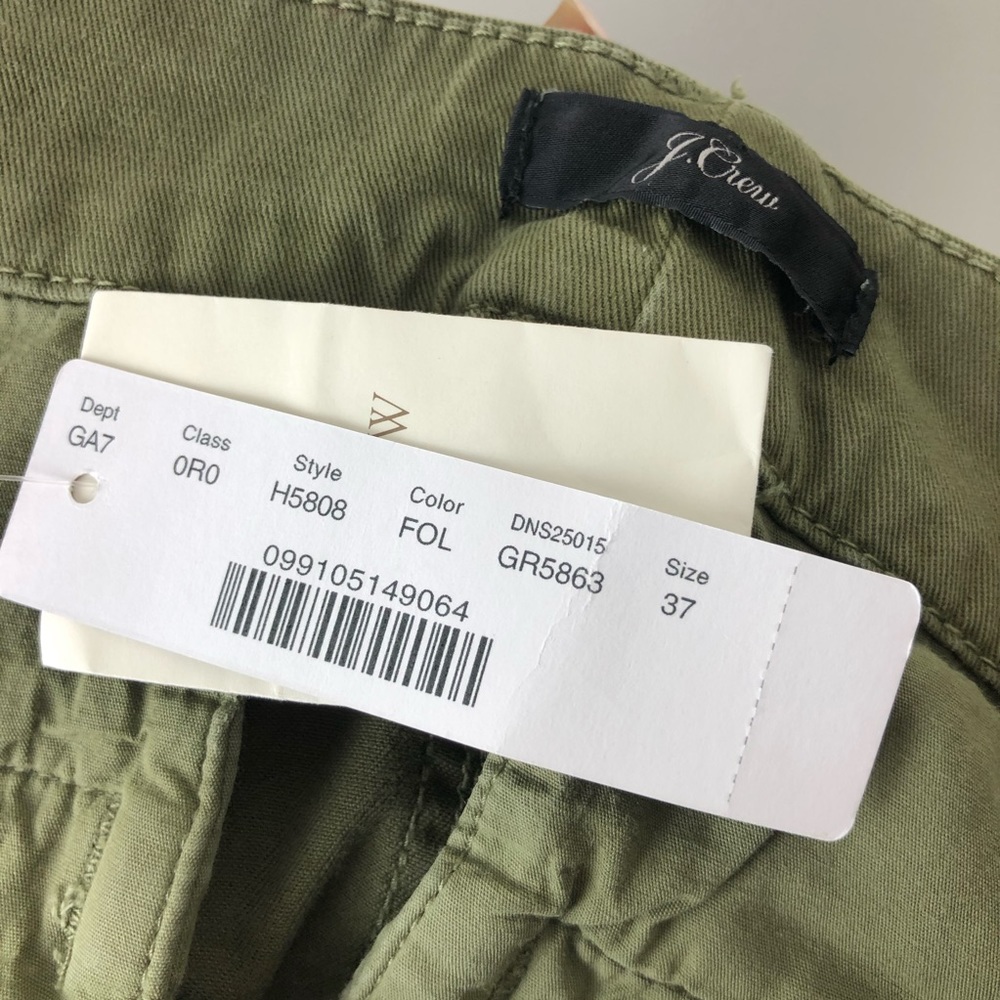 J.Crew
Dept
GA7
Class
0R0
Style
H5808
Color
FOL
DNS25015
GR5863
Size
37
099105149064